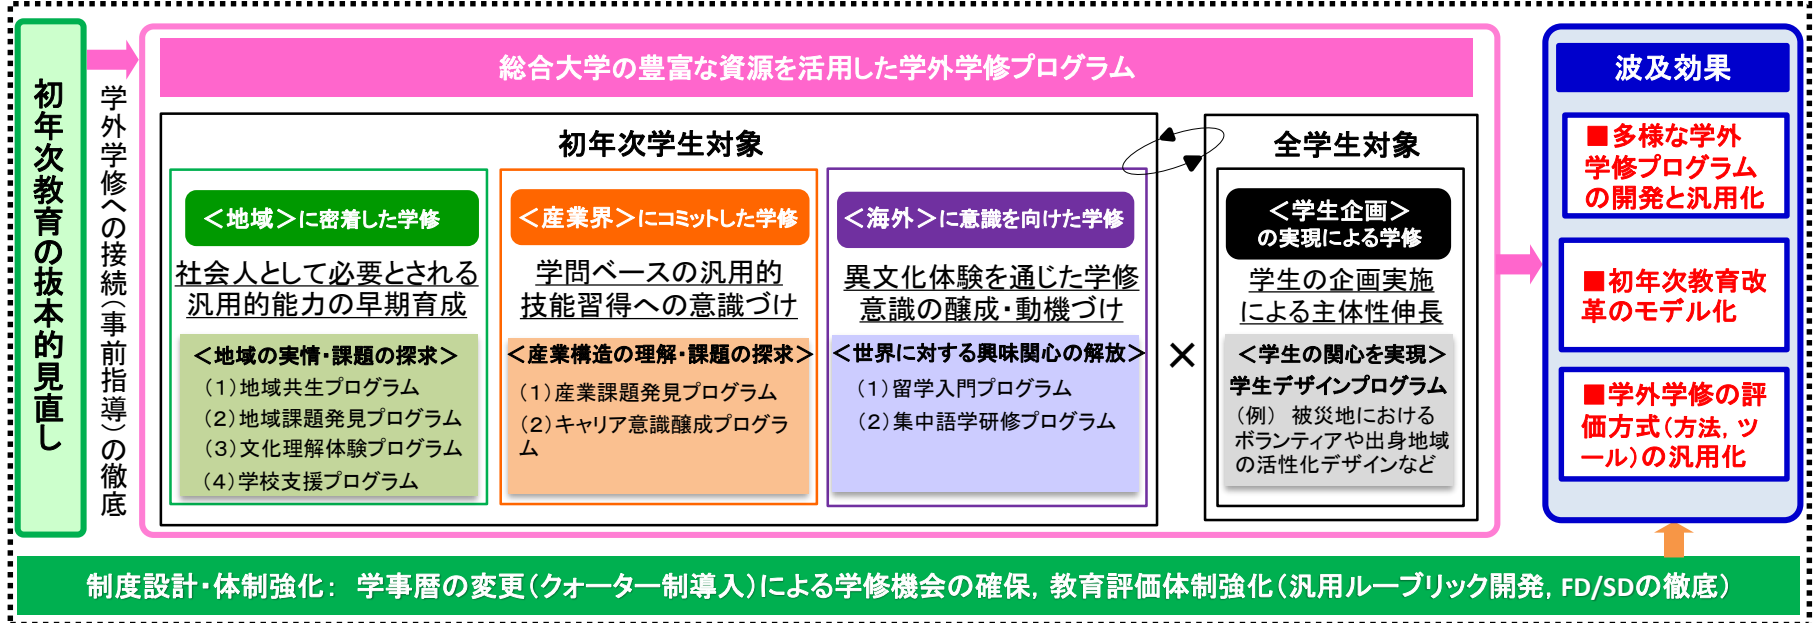 初年次教育の抜本的見直し
学外学修への接続(事前指導)の徹底
総合大学の豊富な資源を活用した学外学修プログラム
初年次学生対象
＜地域＞に密着した学修
社会人として必要とされる
汎用的能力の早期育成
＜地域の実情・課題の探求＞
（１）地域共生プログラム
（２）地域課題発見プログラム
（３）文化理解体験プログラム
（４）学校支援プログラム
＜産業界＞にコミットした学修
学問ベースの汎用的
技能習得への意識づけ
＜産業構造の理解・課題の探求＞
（１）産業課題発見プログラム
（２）キャリア意識醸成プログラ
ム
＜海外＞に意識を向けた学修
異文化体験を通じた学修
意識の醸成・動機づけ
＜世界に対する興味関心の解放＞
（１）留学入門プログラム
（２）集中語学研修プログラム
×
全学生対象
＜学生企画＞
の実現による学修
学生の企画実施
による主体性伸長
＜学生の関心を実現＞
学生デザインプログラム
（例） 被災地における
ボランティアや出身地域
の活性化デザインなど
波及効果
■多様な学外
学修プログラム
の開発と汎用化
■初年次教育改
革のモデル化
■学外学修の評
価方式（方法，ツ
ール）の汎用化
制度設計・体制強化： 学事暦の変更（クォーター制導入）による学修機会の確保，教育評価体制強化（汎用ルーブリック開発，FD/SDの徹底）